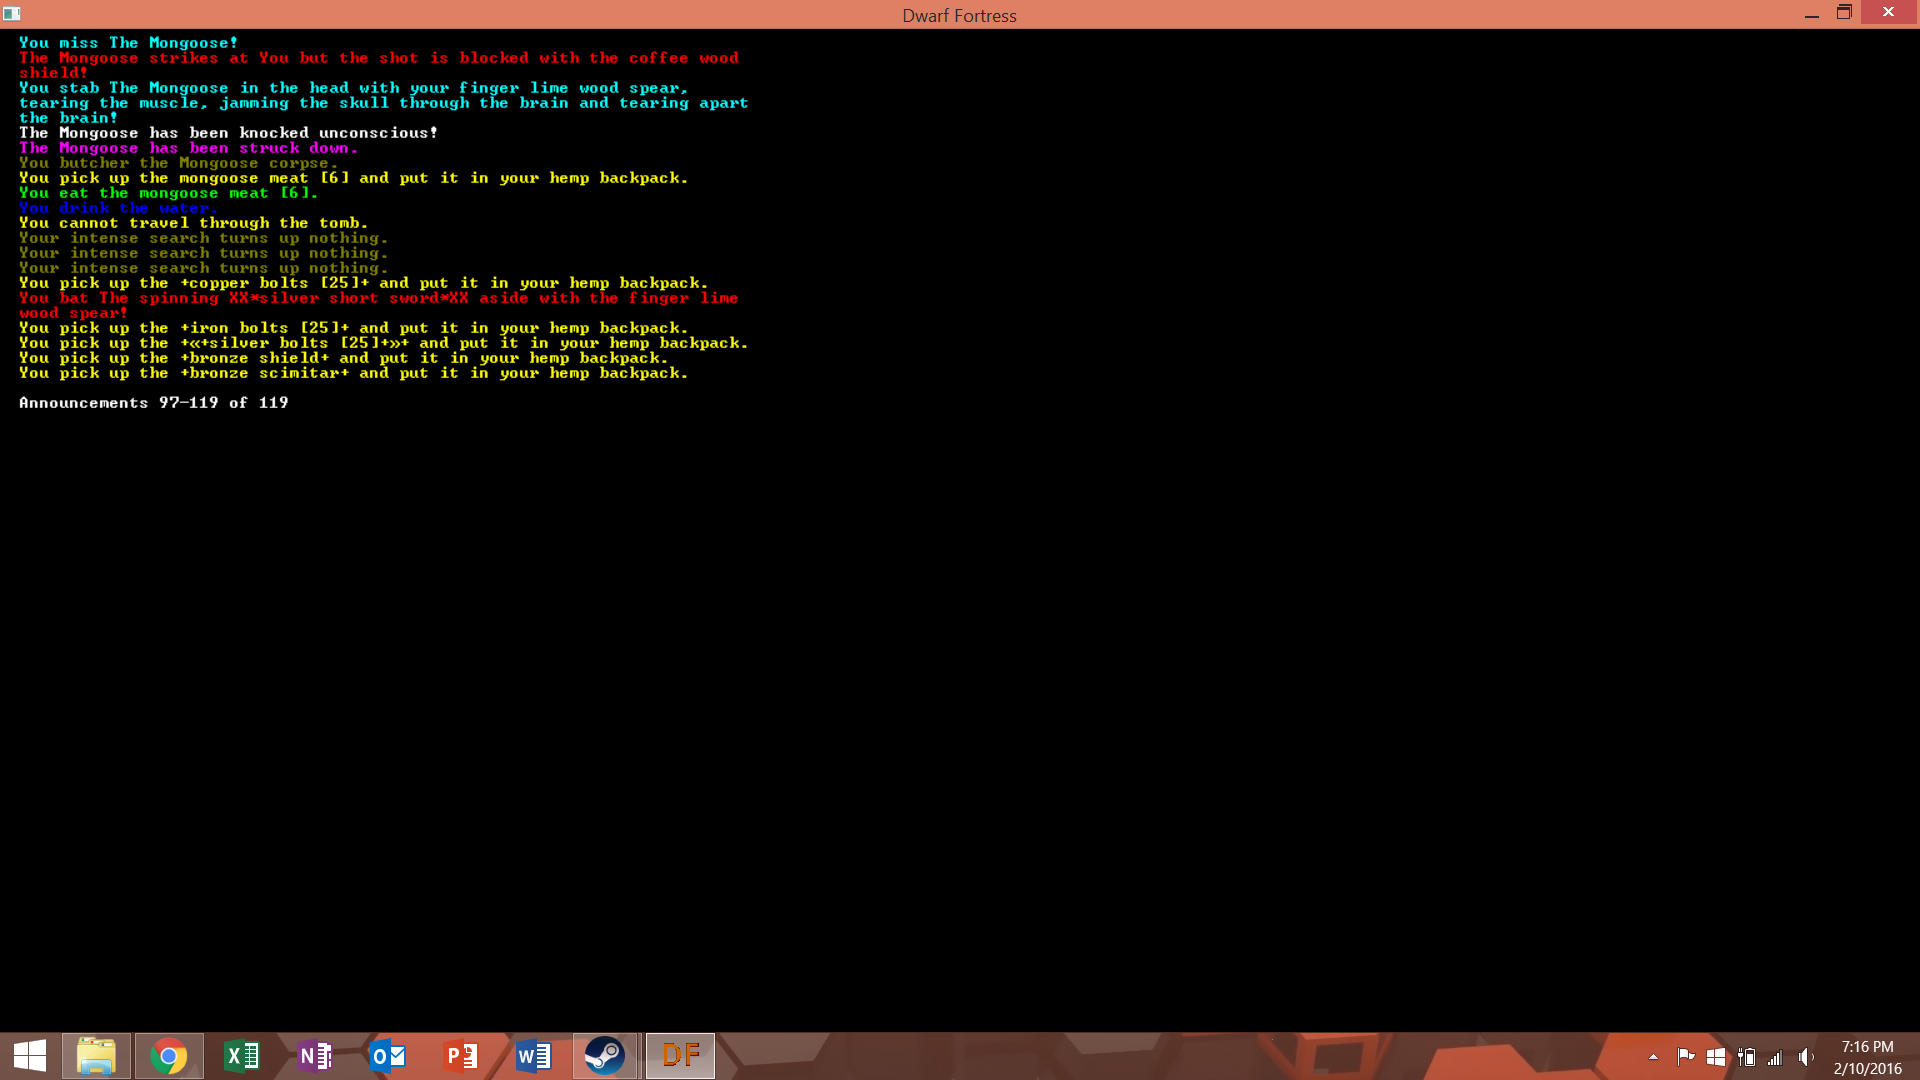 Dwarf Fortress
You miss The Mongoose!
The Mongoose strikes at You but the shot is blocked with the coffee wood
shield!
You stab The Mongoose in the head with your finger lime wood spear,
tearing the muscle, jamming the skull through the brain and tearing apart
the brain!
The Mongoose has been knocked unconscious!
The Mongoose has been struck down.
You butcher the Mongoose corpse.
You pick up the mongoose meat [6] and put it in your hemp backpack.
You eat the mongoose meat [6].
You drink the water.
You cannot travel through the tomb.
Your intense search turns up nothing.
Your intense search turns up nothing.
Your intense search turns up nothing.
You pick up the +copper bolts [25]+ and put it in your hemp backpack.
You bat The spinning XX*silver short sword*XX aside with the finger lime
wood spear!
You pick up the +iron bolts [25]+ and put it in your hemp backpack.
You pick up the +«+silver bolts [25]+»+ and put it in your hemp backpack.
You pick up the +bronze shield+ and put it in your hemp backpack.
You pick up the +bronze scimitar+ and put it in your hemp backpack.
Announcements 97-119 of 119
DF
7:16 PM
2/10/2016